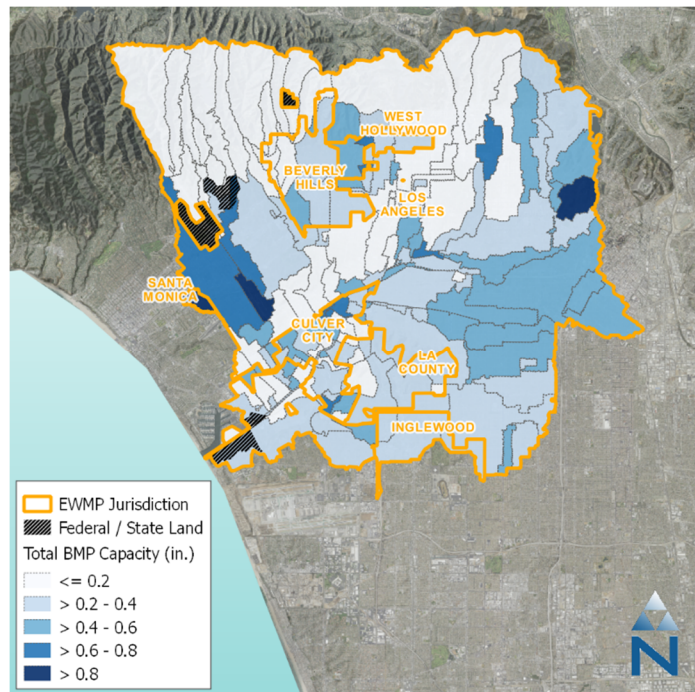 WEST
HOLLYWOOD
BEVERLY
HILLS
LOS
ANGELES
SANTA
MONICA
CULVER
CITY
LA
COUNTY
INGLEWOOD
EWMP Jurisdiction
Federal / State Land
Total BMP Capacity (in.)
<= 0.2
> 0.2 - 0.4
> 0.4 - 0.6
> 0.6 - 0.8
> 0.8
N